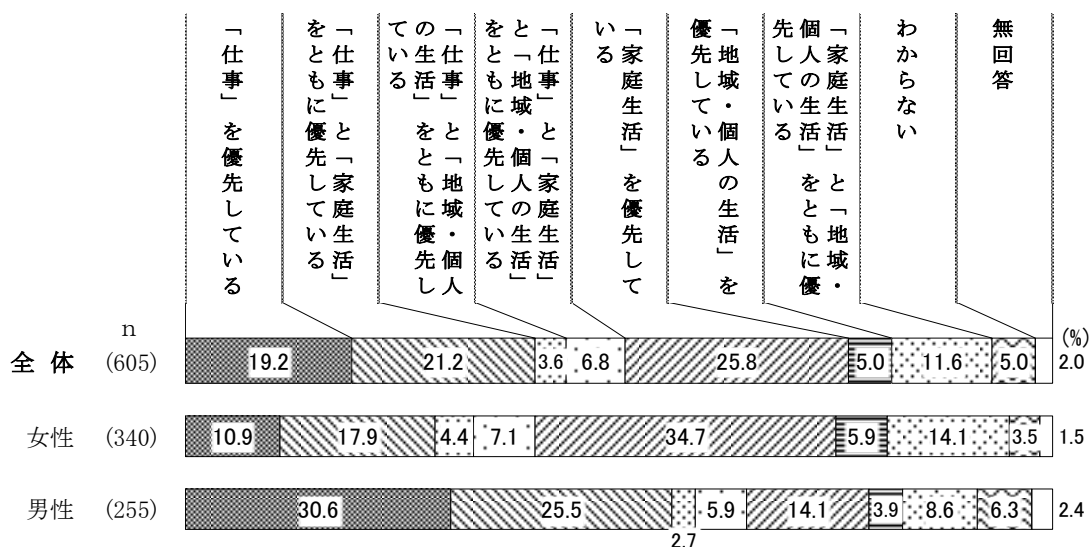 「仕事」を優先している
「仕事」と「家庭生活」
をともに優先している
「仕事」と「地域・個人
の生活」をともに優先し
ている
「仕事」と「家庭生活」
と「地域・個人の生活」
をともに優先している
「家庭生活」を優先して
いる
「地域・個人の生活」を
優先している
「家庭生活」と「地域・
個人の生活」をともに優
先している
わからない
無回答
n
(%)
全 体 (605) 19.2 21.2 3.6 6.8 25.8 5.0 11.6 5.0 2.0
女性 (340) 10.9 17.9 4.4 7.1 34.7 5.9 14.1 3.5 1.5
男性 (255) 30.6 25.5 2.7 5.9 14.1 3.9 8.6 6.3 2.4